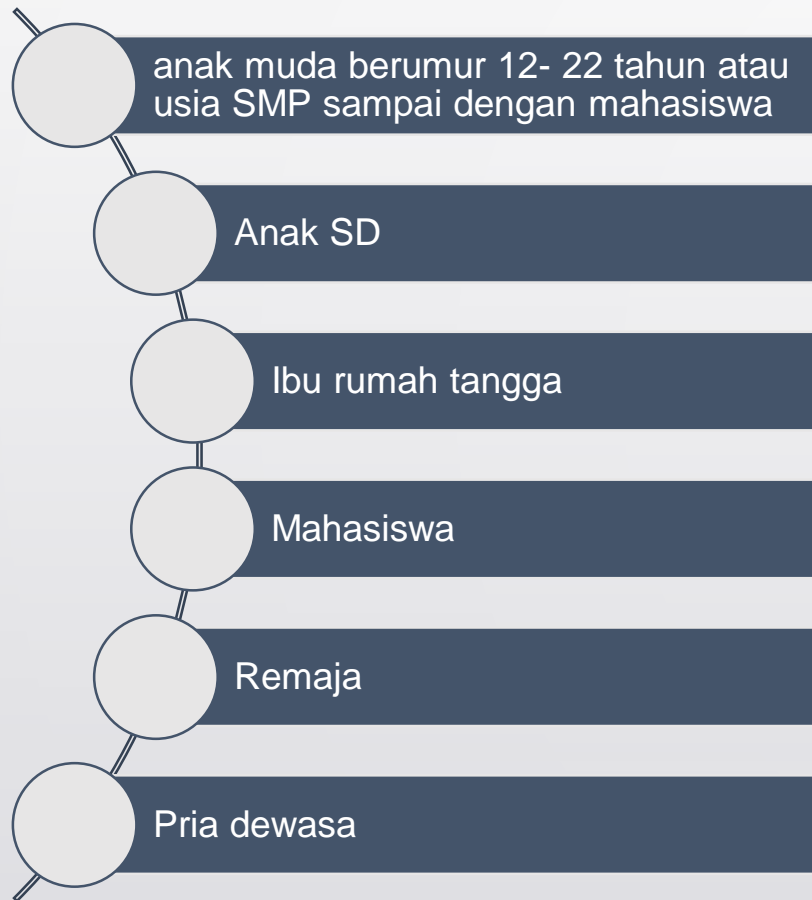 anak muda berumur 12- 22 tahun atau
usia SMP sampai dengan mahasiswa
Anak SD
Ibu rumah tangga
Mahasiswa
Remaja
Pria dewasa